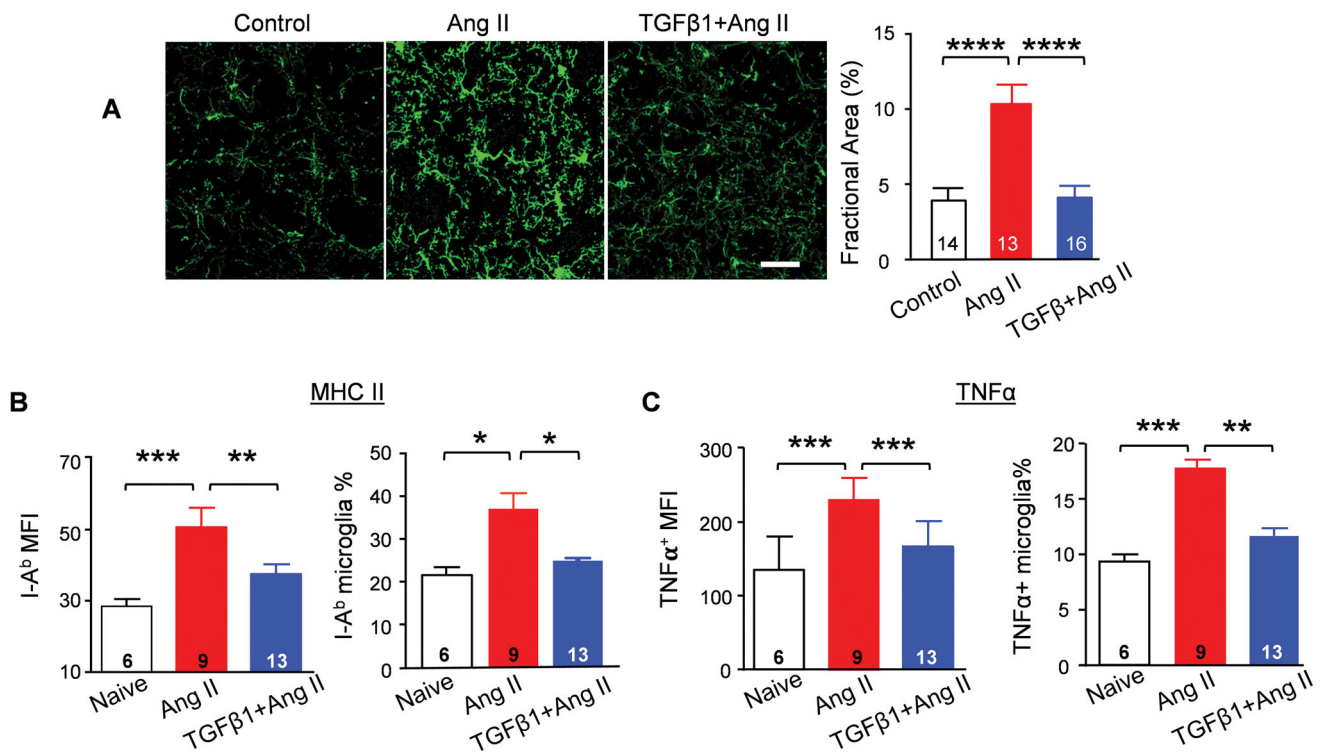 Control
Ang II
TGFβ1+Ang II
A
Fractional Area (%)
15
10
5
0
**** ****
14 13 16
Control
Ang II
TGFβ+Ang II
B
MHC II
I-Aᵇ MFI
70
50
30
10
*** **
6 9 13
Naive
Ang II
TGFβ1+Ang II
I-Aᵇ microglia %
50
40
30
20
10
0
* *
6 9 13
Naive
Ang II
TGFβ1+Ang II
C
TNFα
TNFα⁺ MFI
300
200
100
0
*** ***
6 9 13
Naive
Ang II
TGFβ1+Ang II
TNFα+ microglia%
20
15
10
5
0
*** **
6 9 13
Naive
Ang II
TGFβ1+Ang II